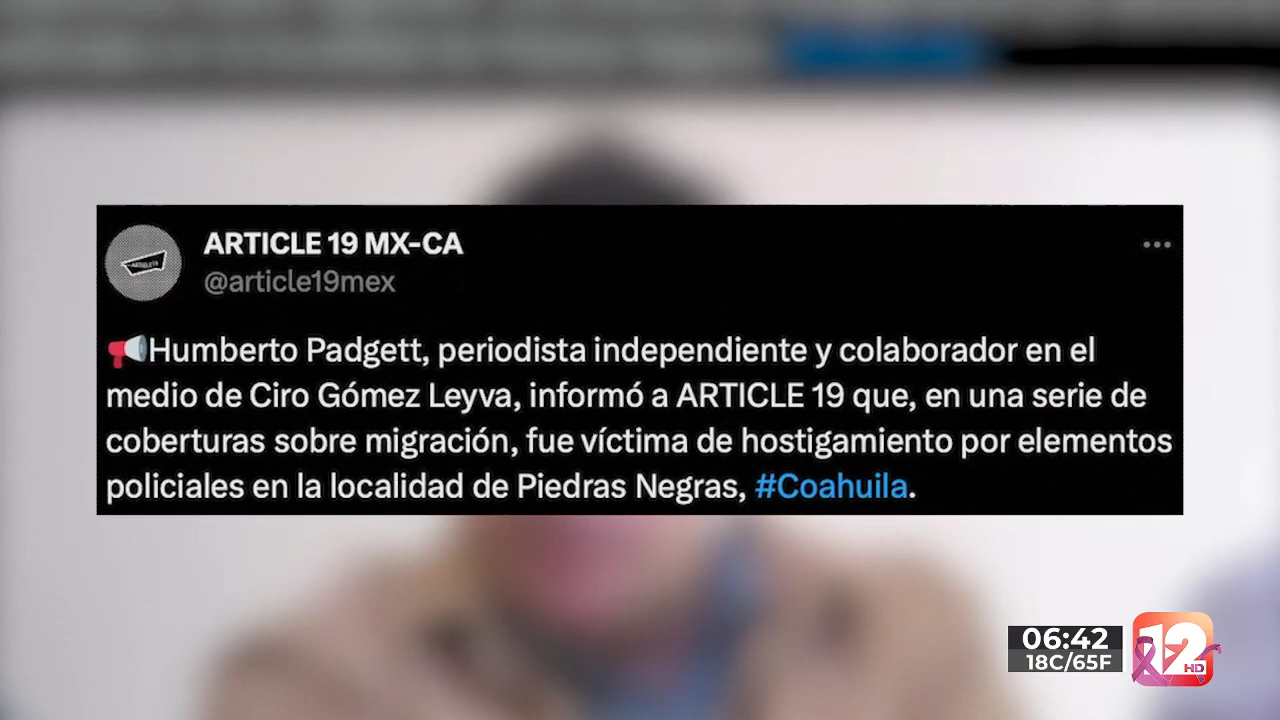 ARTICLE 19 MX-CA
@article19mex
📢Humberto Padgett, periodista independiente y colaborador en el
medio de Ciro Gómez Leyva, informó a ARTICLE 19 que, en una serie de
coberturas sobre migración, fue víctima de hostigamiento por elementos
policiales en la localidad de Piedras Negras, #Coahuila.
06:42
18C/65F
12
HD